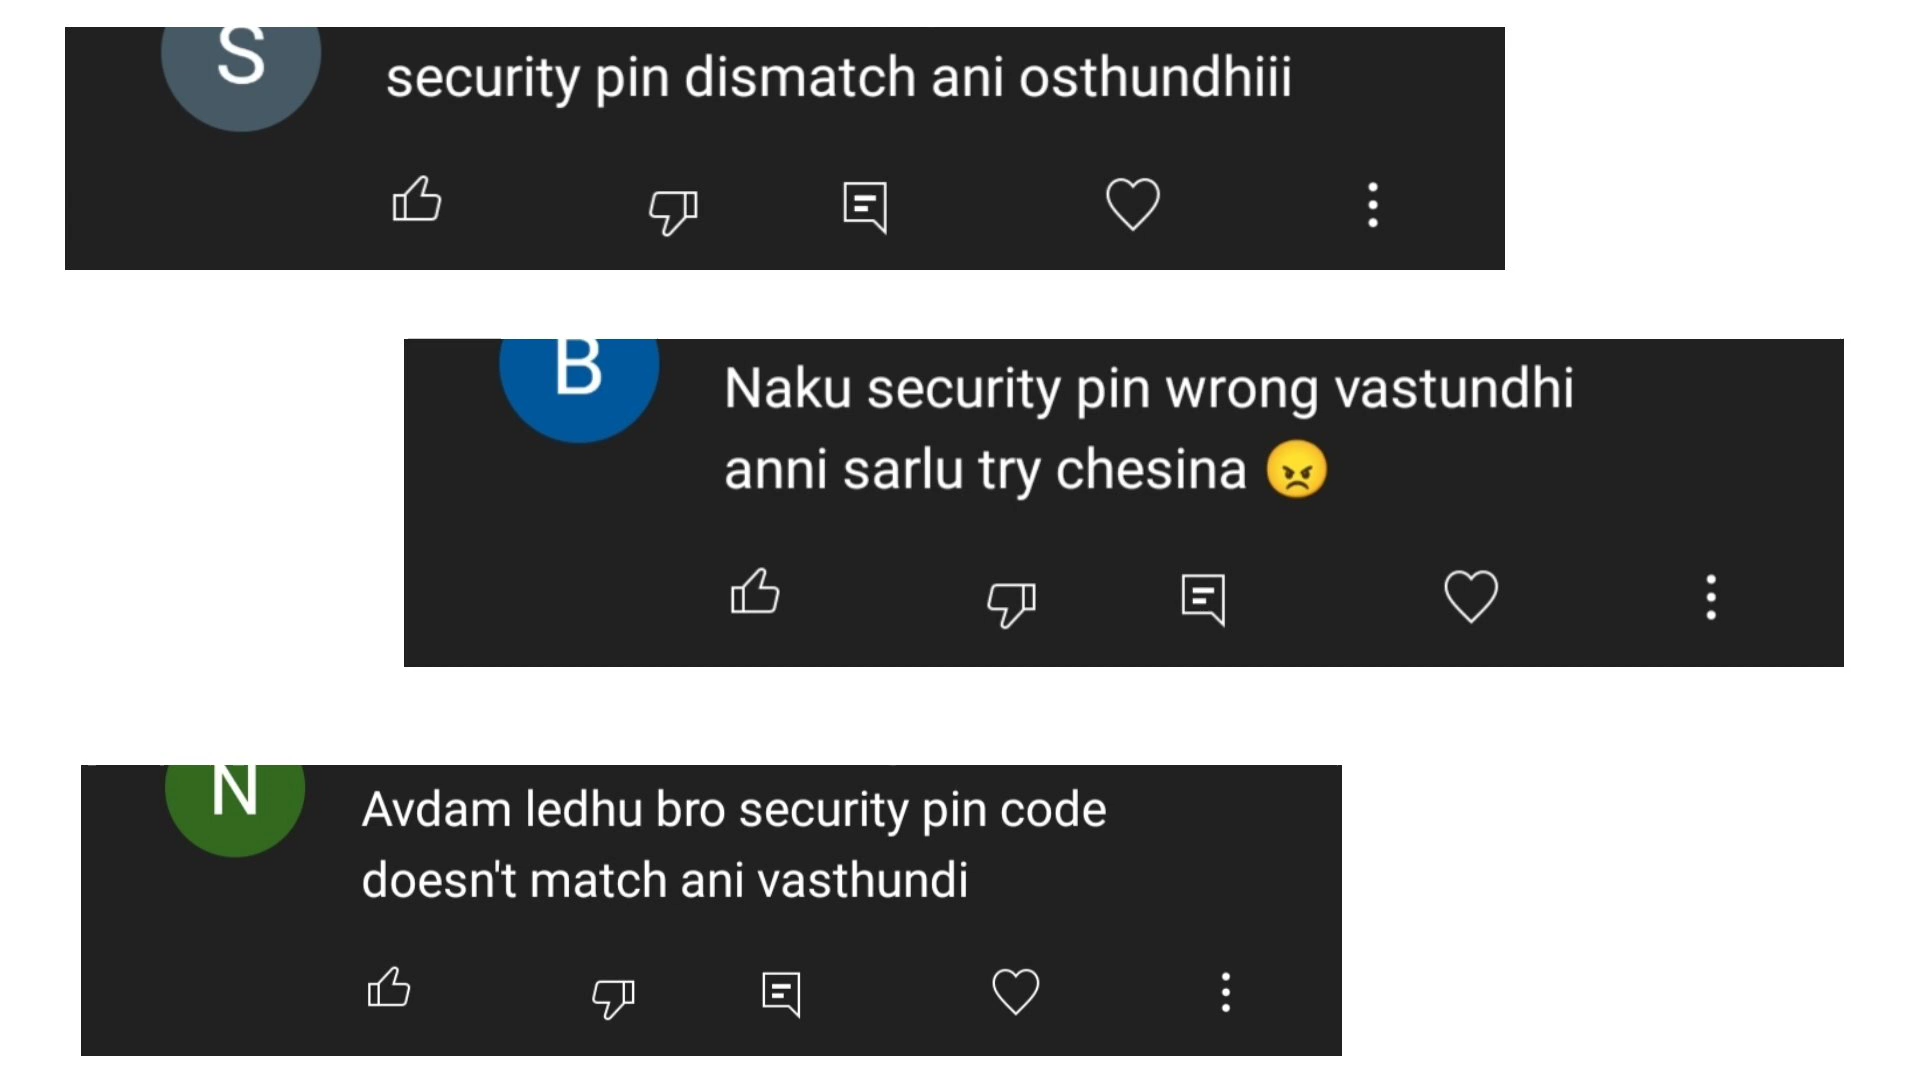 S
security pin dismatch ani osthundhiii
B
Naku security pin wrong vastundhi
anni sarlu try chesina 😠
N
Avdam ledhu bro security pin code
doesn't match ani vasthundi